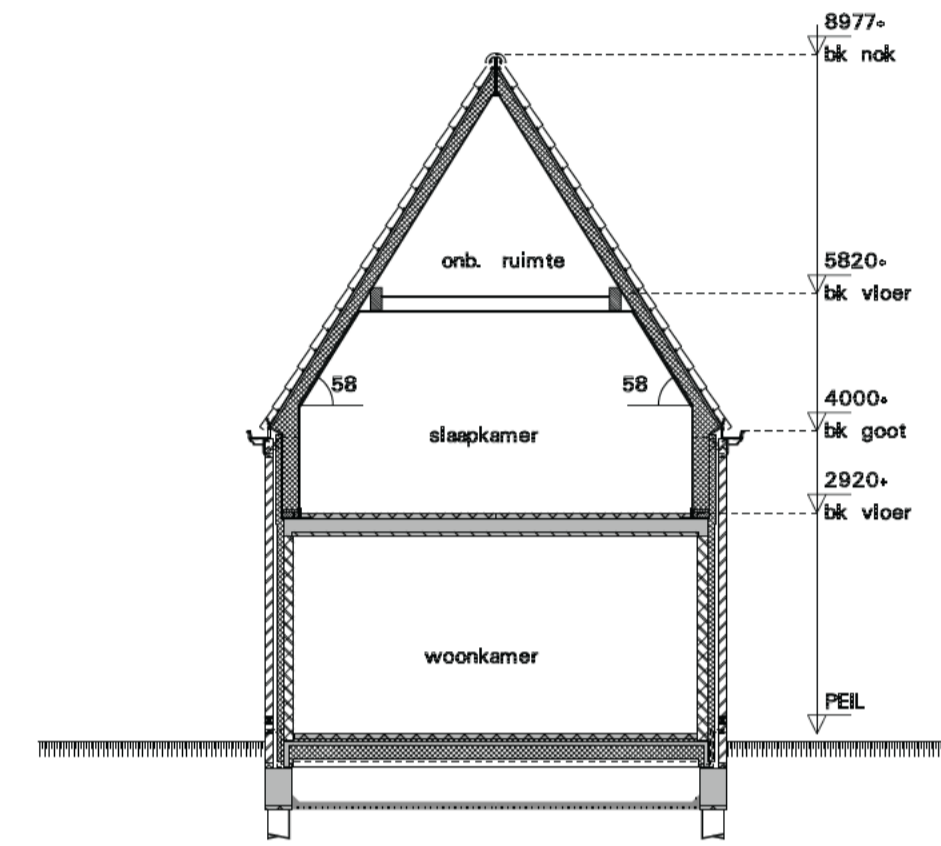 8977+
bk nok
onb. ruimte
5820+
bk vloer
58
58
4000+
bk goot
slaapkamer
2920+
bk vloer
woonkamer
PEIL